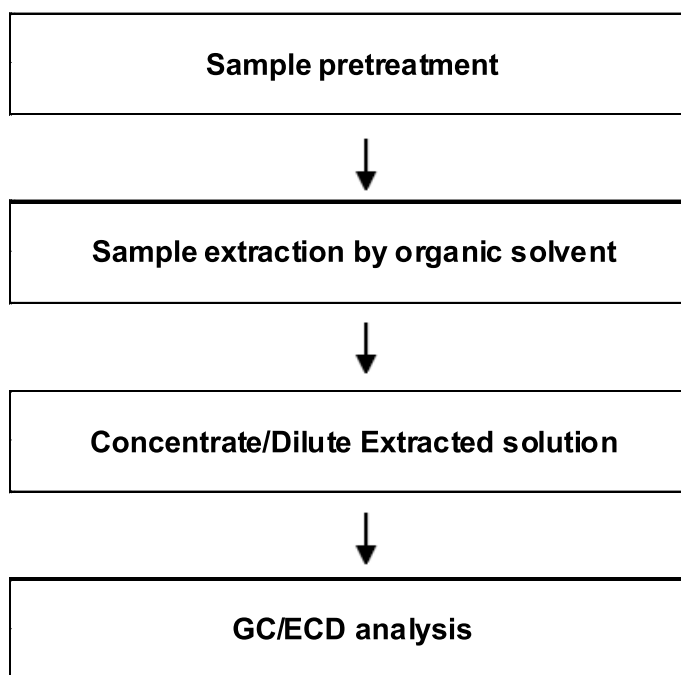 Sample pretreatment
Sample extraction by organic solvent
Concentrate/Dilute Extracted solution
GC/ECD analysis